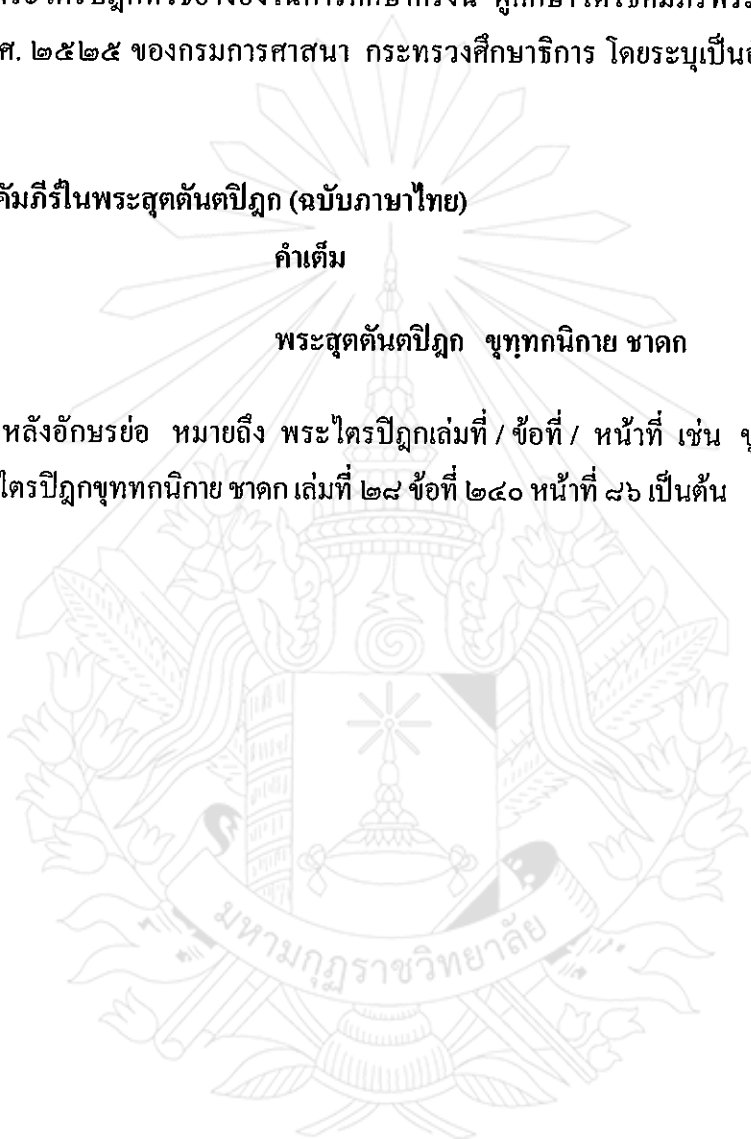 ศ. ๒๕๒๕ ของกรมการศาสนา กระทรวงศึกษาธิการ โดยระบุเป็น
คัมภีร์ในพระสุตตันตปิฎก (ฉบับภาษาไทย)
คำเต็ม
พระสุตตันตปิฎก ขุทฺทกนิกาย ชาดก
หลังอักษรย่อ หมายถึง พระไตรปิฎกเล่มที่ / ข้อที่ / หน้าที่ เช่น
ไตรปิฎกขุททกนิกาย ชาดก เล่มที่ ๒๘ ข้อที่ ๒๔๐ หน้าที่ ๘๖ เป็นต้น
มหามกุฏราชวิทยาลัย